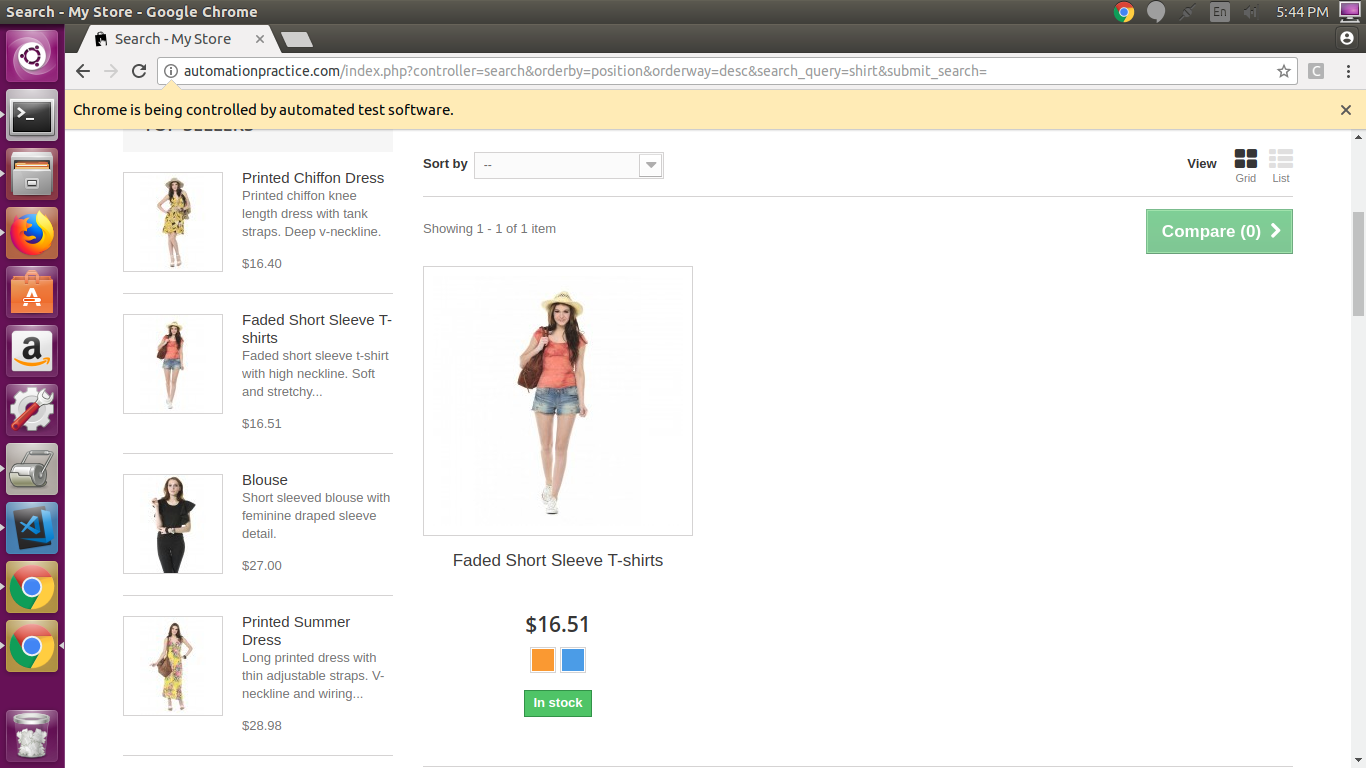 Search - My Store - Google Chrome
En
5:44 PM
Search - My Store
automationpractice.com/index.php?controller=search&orderby=position&orderway=desc&search_query=shirt&submit_search=
C
Chrome is being controlled by automated test software.
TOP SELLERS
Printed Chiffon Dress
Printed chiffon knee
length dress with tank
straps. Deep v-neckline.
$16.40
Faded Short Sleeve T-
shirts
Faded short sleeve t-shirt
with high neckline. Soft
and stretchy...
$16.51
Blouse
Short sleeved blouse with
feminine draped sleeve
detail.
$27.00
Printed Summer
Dress
Long printed dress with
thin adjustable straps. V-
neckline and wiring...
$28.98
Sort by
--
View
Grid
List
Showing 1 - 1 of 1 item
Compare (0)
Faded Short Sleeve T-shirts
$16.51
In stock